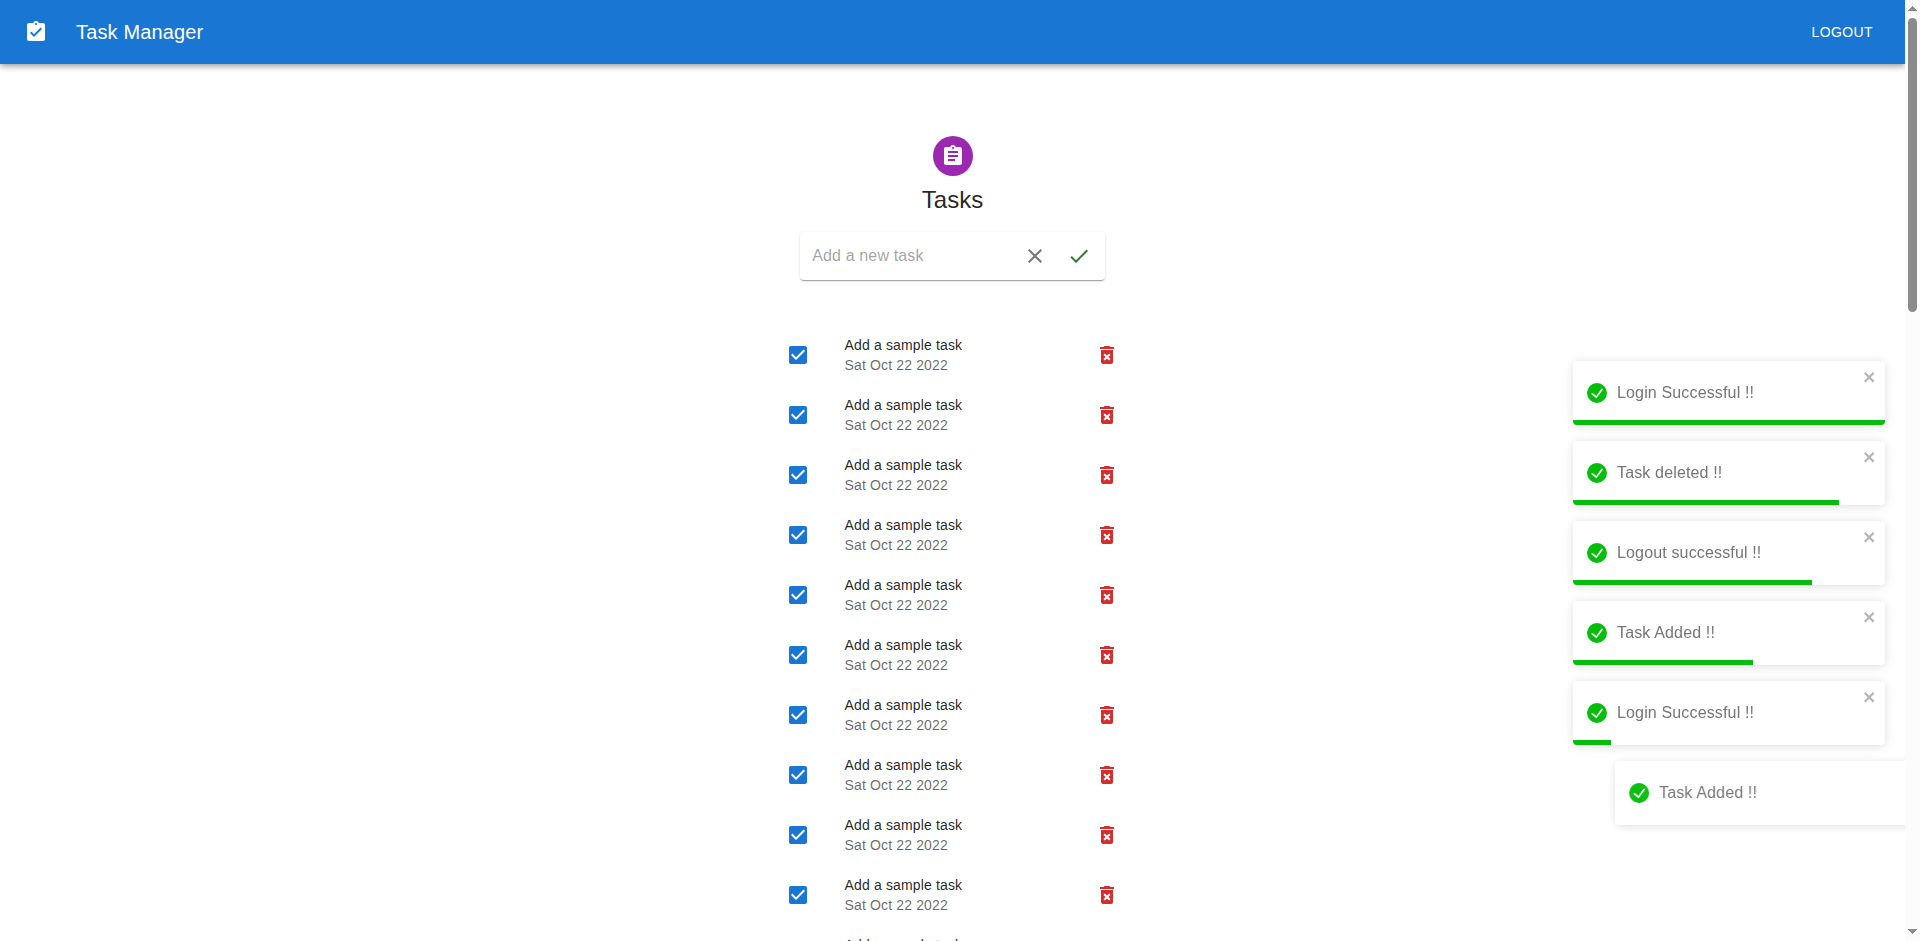 Task Manager
LOGOUT
Tasks
Add a new task
Add a sample task
Sat Oct 22 2022
Add a sample task
Sat Oct 22 2022
Add a sample task
Sat Oct 22 2022
Add a sample task
Sat Oct 22 2022
Add a sample task
Sat Oct 22 2022
Add a sample task
Sat Oct 22 2022
Add a sample task
Sat Oct 22 2022
Add a sample task
Sat Oct 22 2022
Add a sample task
Sat Oct 22 2022
Add a sample task
Sat Oct 22 2022
Login Successful !!
Task deleted !!
Logout successful !!
Task Added !!
Login Successful !!
Task Added !!